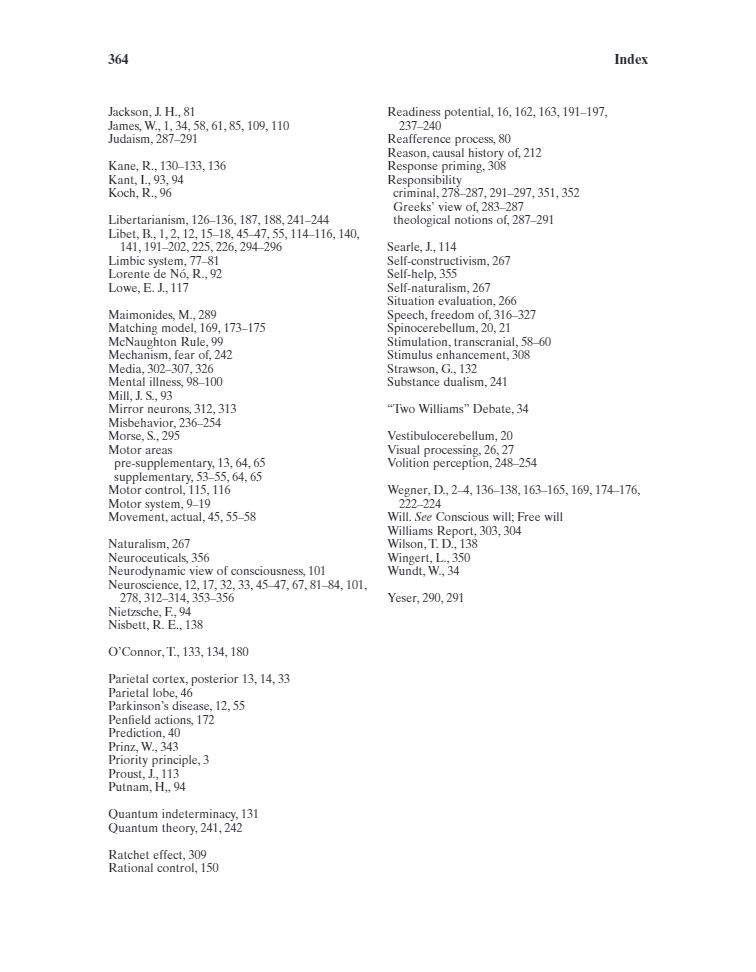 364
Index
Jackson, J. H., 81
James, W., 1, 34, 58, 61, 85, 109, 110
Judaism, 287–291
Kane, R., 130–133, 136
Kant, I., 93, 94
Koch, R., 96
Libertarianism, 126–136, 187, 188, 241–244
Libet, B., 1, 2, 12, 15–18, 45–47, 55, 114–116, 140,
141, 191–202, 225, 226, 294–296
Limbic system, 77–81
Lorente de Nó, R., 92
Lowe, E. J., 117
Maimonides, M., 289
Matching model, 169, 173–175
McNaughton Rule, 99
Mechanism, fear of, 242
Media, 302–307, 326
Mental illness, 98–100
Mill, J. S., 93
Mirror neurons, 312, 313
Misbehavior, 236–254
Morse, S., 295
Motor areas
pre-supplementary, 13, 64, 65
supplementary, 53–55, 64, 65
Motor control, 115, 116
Motor system, 9–19
Movement, actual, 45, 55–58
Naturalism, 267
Neuroceuticals, 356
Neurodynamic view of consciousness, 101
Neuroscience, 12, 17, 32, 33, 45–47, 67, 81–84, 101,
278, 312–314, 353–356
Nietzsche, F., 94
Nisbett, R. E., 138
O’Connor, T., 133, 134, 180
Parietal cortex, posterior 13, 14, 33
Parietal lobe, 46
Parkinson’s disease, 12, 55
Penfield actions, 172
Prediction, 40
Prinz, W., 343
Priority principle, 3
Proust, J., 113
Putnam, H,, 94
Quantum indeterminacy, 131
Quantum theory, 241, 242
Ratchet effect, 309
Rational control, 150
Readiness potential, 16, 162, 163, 191–197,
237–240
Reafference process, 80
Reason, causal history of, 212
Response priming, 308
Responsibility
criminal, 278–287, 291–297, 351, 352
Greeks’ view of, 283–287
theological notions of, 287–291
Searle, J., 114
Self-constructivism, 267
Self-help, 355
Self-naturalism, 267
Situation evaluation, 266
Speech, freedom of, 316–327
Spinocerebellum, 20, 21
Stimulation, transcranial, 58–60
Stimulus enhancement, 308
Strawson, G., 132
Substance dualism, 241
“Two Williams” Debate, 34
Vestibulocerebellum, 20
Visual processing, 26, 27
Volition perception, 248–254
Wegner, D., 2–4, 136–138, 163–165, 169, 174–176,
222–224
Will. See Conscious will; Free will
Williams Report, 303, 304
Wilson, T. D., 138
Wingert, L., 350
Wundt, W., 34
Yeser, 290, 291